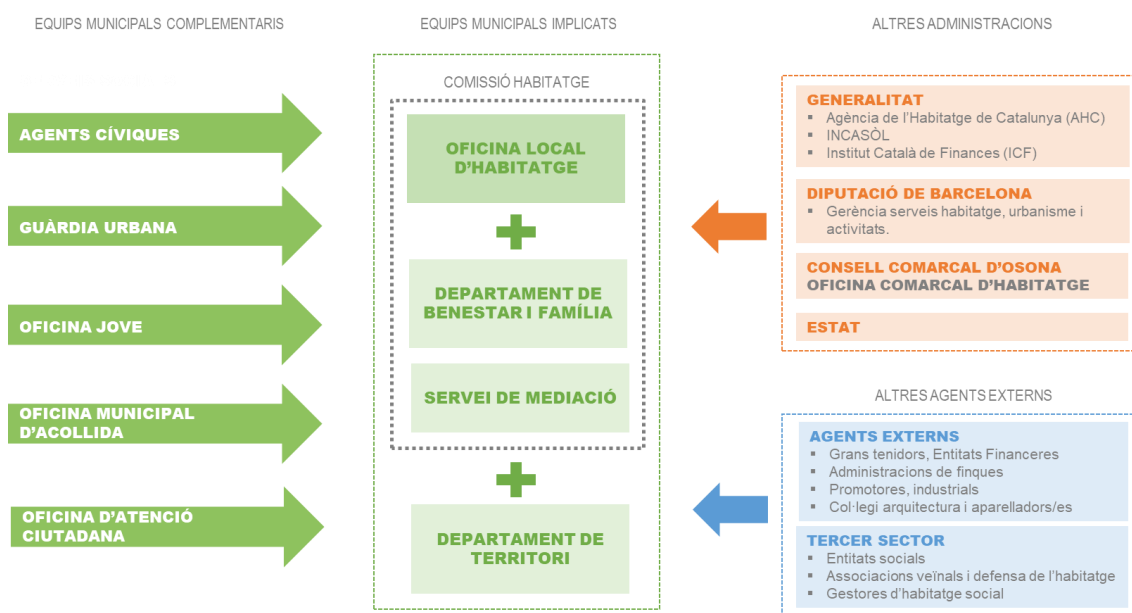 EQUIPS MUNICIPALS COMPLEMENTARIS
AGENTS CÍVIQUES
GUÀRDIA URBANA
OFICINA JOVE
OFICINA MUNICIPAL
D'ACOLLIDA
OFICINA D'ATENCIÓ
CIUTADANA
EQUIPS MUNICIPALS IMPLICATS
COMISSIÓ HABITATGE
OFICINA LOCAL
D'HABITATGE
DEPARTAMENT DE
BENESTAR I FAMÍLIA
SERVEI DE MEDIACIÓ
DEPARTAMENT DE
TERRITORI
ALTRES ADMINISTRACIONS
GENERALITAT
▪ Agència de l'Habitatge de Catalunya (AHC)
▪ INCASÒL
▪ Institut Català de Finances (ICF)
DIPUTACIÓ DE BARCELONA
▪ Gerència serveis habitatge, urbanisme i
activitats.
CONSELL COMARCAL D'OSONA
OFICINA COMARCAL D'HABITATGE
ESTAT
ALTRES AGENTS EXTERNS
AGENTS EXTERNS
▪ Grans tenidors, Entitats Financeres
▪ Administracions de finques
▪ Promotores, industrials
▪ Col·legi arquitectura i aparelladors/es
TERCER SECTOR
▪ Entitats socials
▪ Associacions veïnals i defensa de l'habitatge
▪ Gestores d'habitatge social